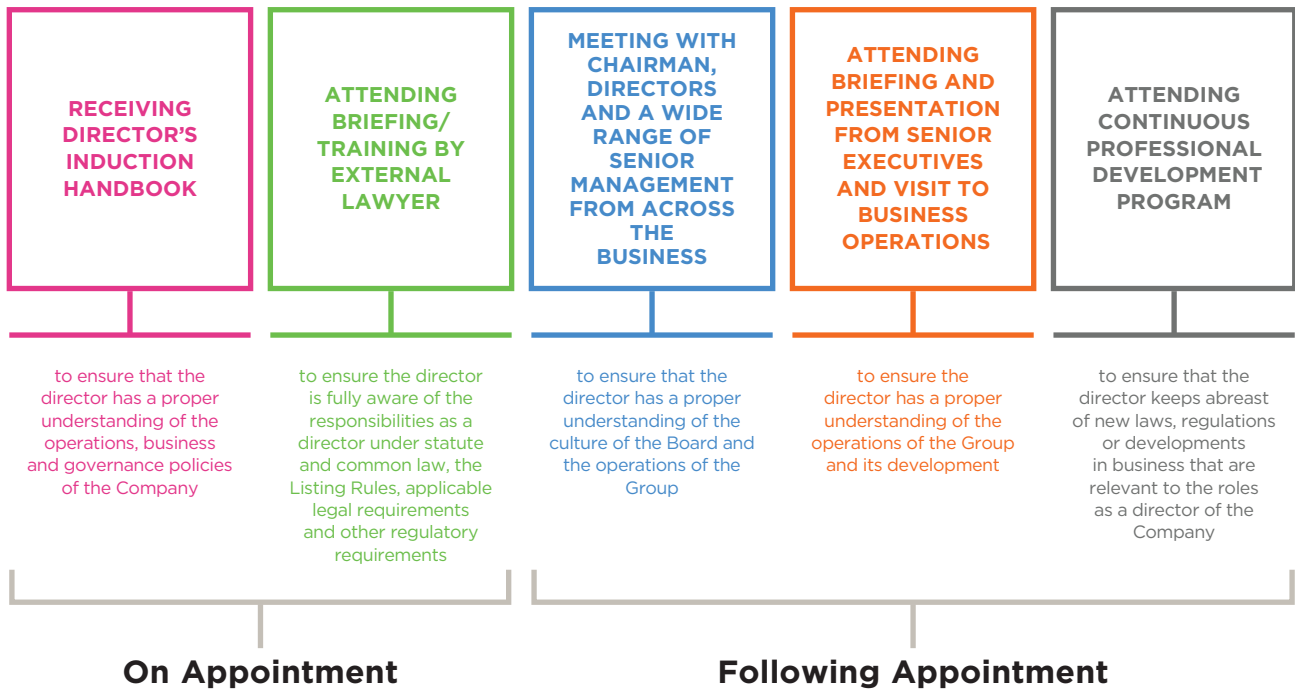 RECEIVING
DIRECTOR'S
INDUCTION
HANDBOOK
ATTENDING
BRIEFING/
TRAINING BY
EXTERNAL
LAWYER
MEETING WITH
CHAIRMAN,
DIRECTORS
AND A WIDE
RANGE OF
SENIOR
MANAGEMENT
FROM ACROSS
THE
BUSINESS
ATTENDING
BRIEFING AND
PRESENTATION
FROM SENIOR
EXECUTIVES
AND VISIT TO
BUSINESS
OPERATIONS
ATTENDING
CONTINUOUS
PROFESSIONAL
DEVELOPMENT
PROGRAM
to ensure that the
director has a proper
understanding of the
operations, business
and governance policies
of the Company
to ensure the director
is fully aware of the
responsibilities as a
director under statute
and common law, the
Listing Rules, applicable
legal requirements
and other regulatory
requirements
to ensure that the
director has a proper
understanding of the
culture of the Board and
the operations of the
Group
to ensure the
director has a proper
understanding of the
operations of the Group
and its development
to ensure that the
director keeps abreast
of new laws, regulations
or developments
in business that are
relevant to the roles
as a director of the
Company
On Appointment
Following Appointment